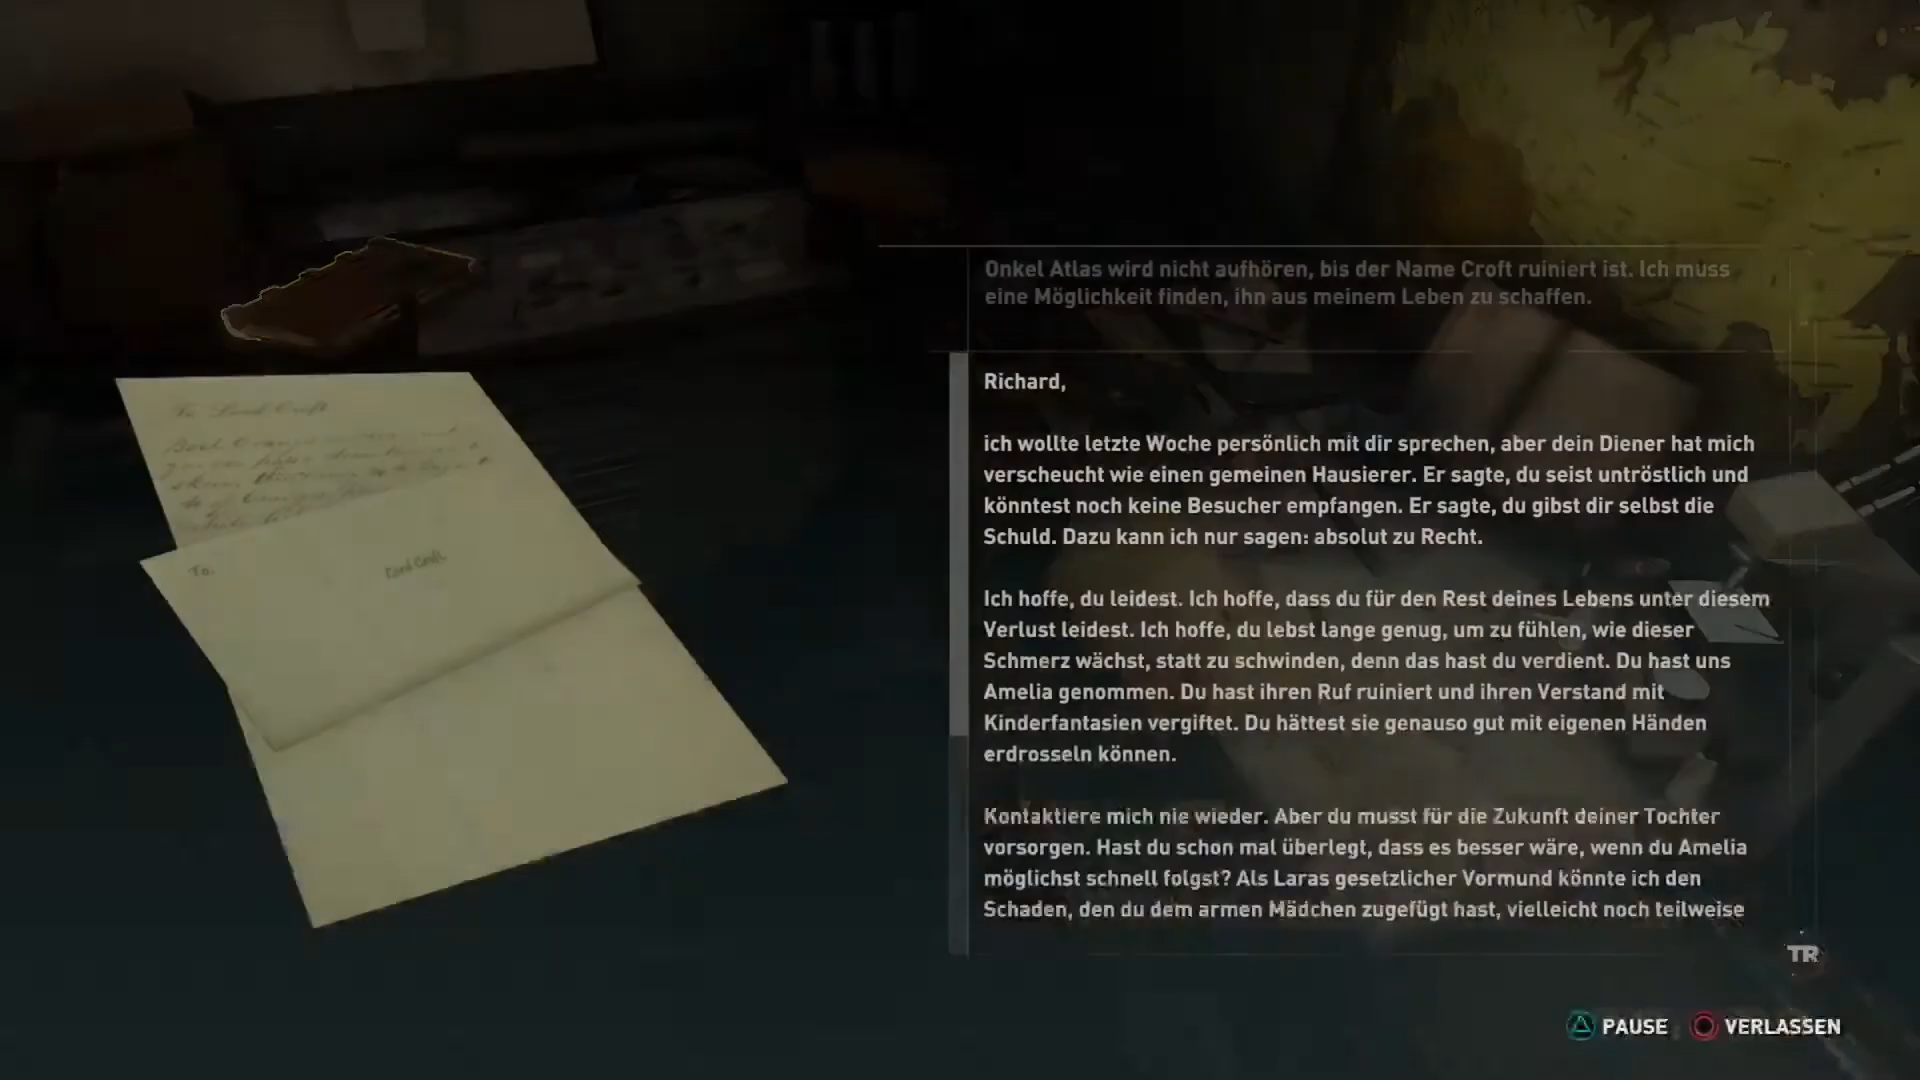 Onkel Atlas wird nicht aufhören, bis der Name Croft ruiniert ist. Ich muss
eine Möglichkeit finden, ihn aus meinem Leben zu schaffen.
Richard,
ich wollte letzte Woche persönlich mit dir sprechen, aber dein Diener hat mich
verscheucht wie einen gemeinen Hausierer. Er sagte, du seist untröstlich und
könntest noch keine Besucher empfangen. Er sagte, du gibst dir selbst die
Schuld. Dazu kann ich nur sagen: absolut zu Recht.
Ich hoffe, du leidest. Ich hoffe, dass du für den Rest deines Lebens unter diesem
Verlust leidest. Ich hoffe, du lebst lange genug, um zu fühlen, wie dieser
Schmerz wächst, statt zu schwinden, denn das hast du verdient. Du hast uns
Amelia genommen. Du hast ihren Ruf ruiniert und ihren Verstand mit
Kinderfantasien vergiftet. Du hättest sie genauso gut mit eigenen Händen
erdrosseln können.
Kontaktiere mich nie wieder. Aber du musst für die Zukunft deiner Tochter
vorsorgen. Hast du schon mal überlegt, dass es besser wäre, wenn du Amelia
möglichst schnell folgst? Als Laras gesetzlicher Vormund könnte ich den
Schaden, den du dem armen Mädchen zugefügt hast, vielleicht noch teilweise
To Lord Croft
To:
Lord Croft
TR
PAUSE VERLASSEN